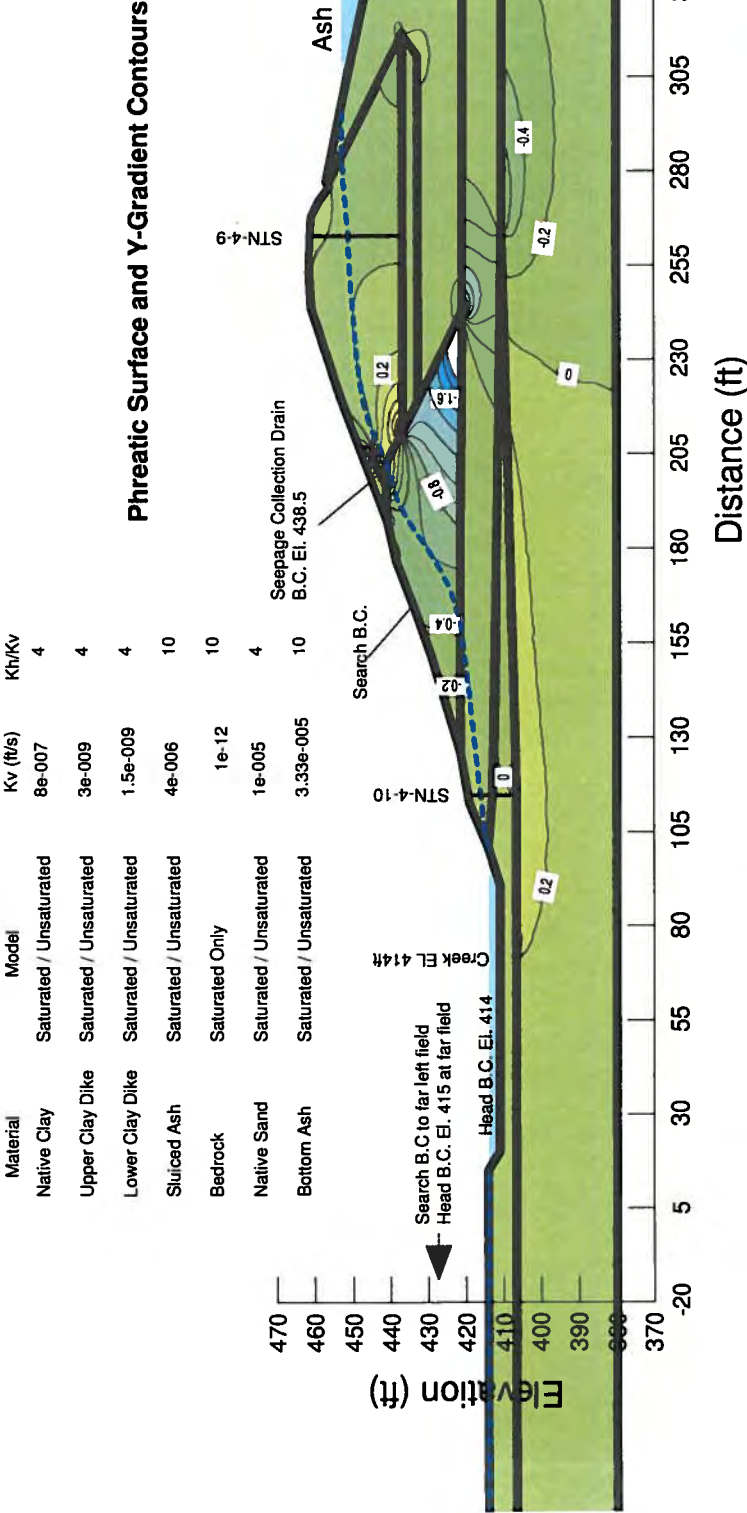 Material Model Kv (ft/s) Kh/Kv
Native Clay Saturated / Unsaturated 8e-007 4
Upper Clay Dike Saturated / Unsaturated 3e-009 4
Lower Clay Dike Saturated / Unsaturated 1.5e-009 4
Sluiced Ash Saturated / Unsaturated 4e-006 10
Bedrock Saturated Only 1e-12 10
Native Sand Saturated / Unsaturated 1e-005 4
Bottom Ash Saturated / Unsaturated 3.33e-005 10
Phreatic Surface and Y-Gradient Contours
Ash
STN-4-9
Seepage Collection Drain
B.C. El. 438.5
Search B.C.
STN-4-10
Creek EL 414ft
Search B.C to far left field
Head B.C. El. 415 at far field
Head B.C. El. 414
0.2
-1.6
-0.8
-0.4
-0.2
0
0.2
0
-0.2
-0.4
Elevation (ft)
470
460
450
440
430
420
410
400
390
370
-20 5 30 55 80 105 130 155 180 205 230 255 280 305
Distance (ft)